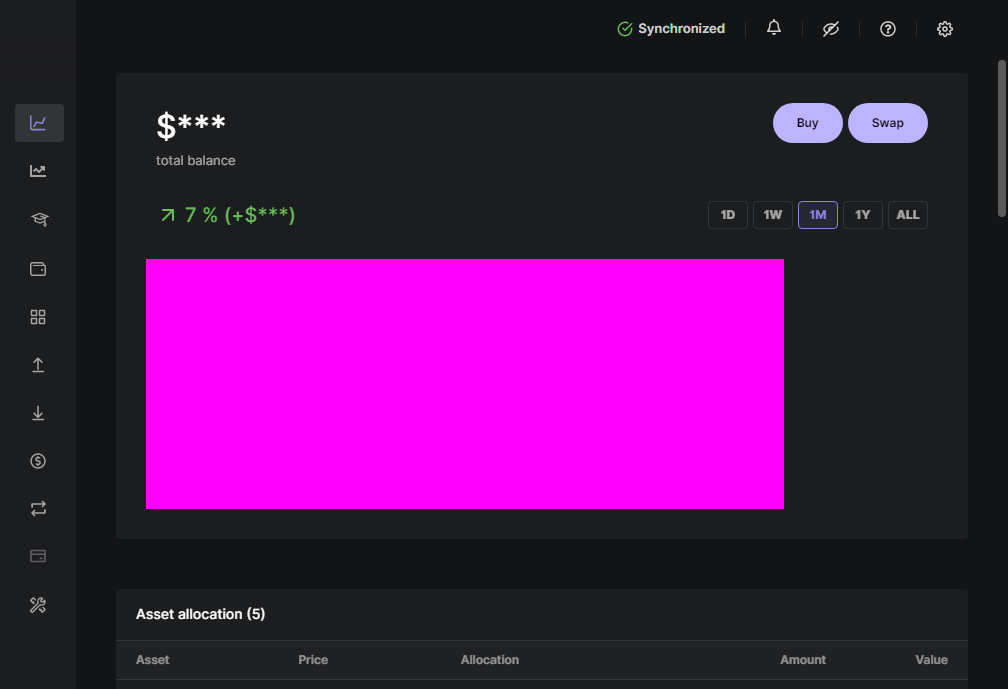 Synchronized
$***
Buy
Swap
total balance
7 % (+$***)
1D 1W 1M 1Y ALL
Asset allocation (5)
Asset Price Allocation Amount Value